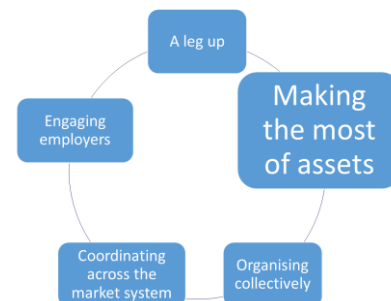 A leg up
Making
the most
of assets
Organising
collectively
Coordinating
across the
market system
Engaging
employers